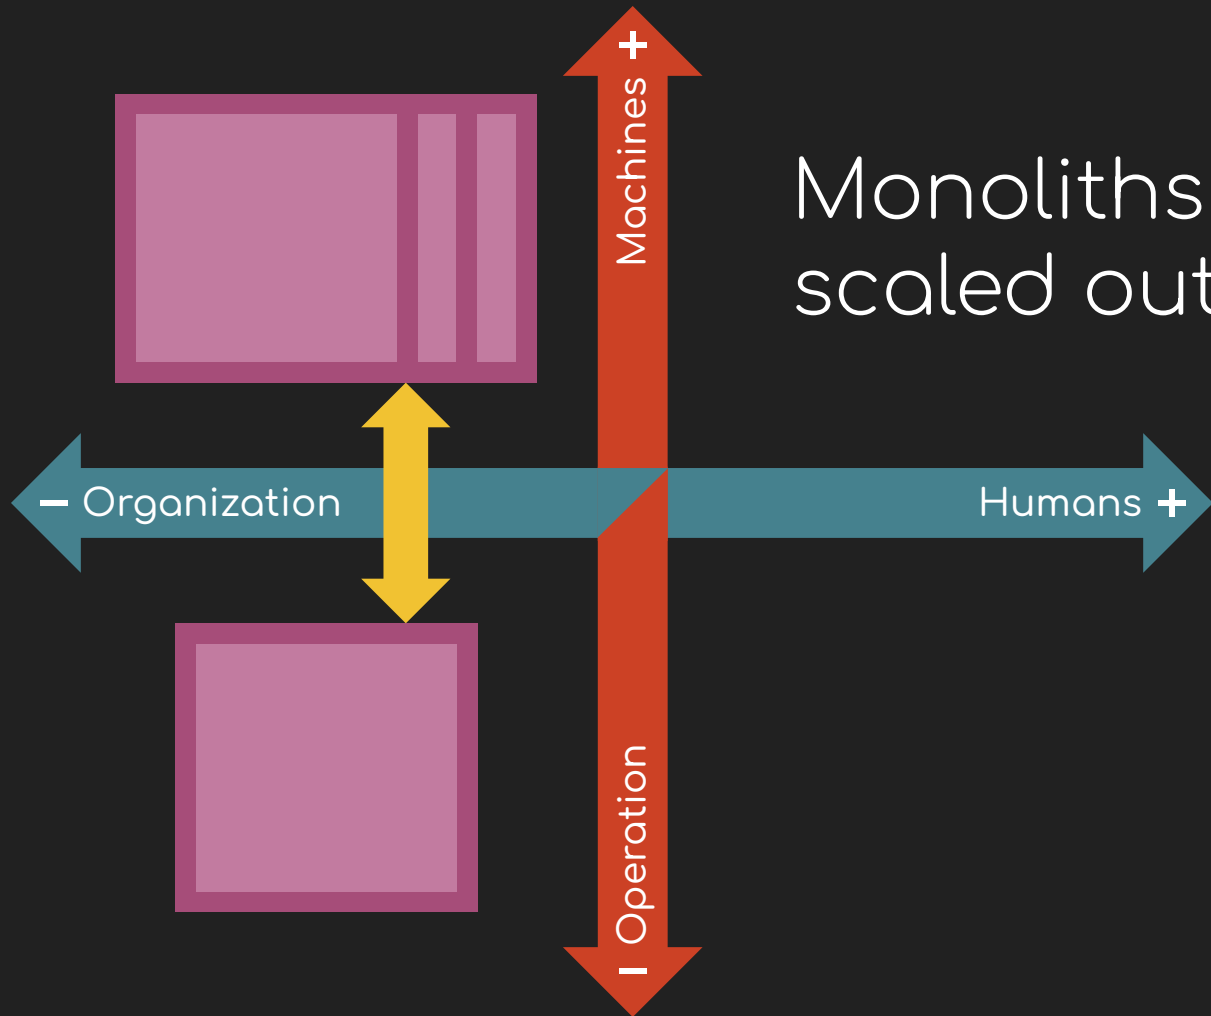 +
Machines
Monoliths
scaled out
− Organization
Humans +
Operation
−